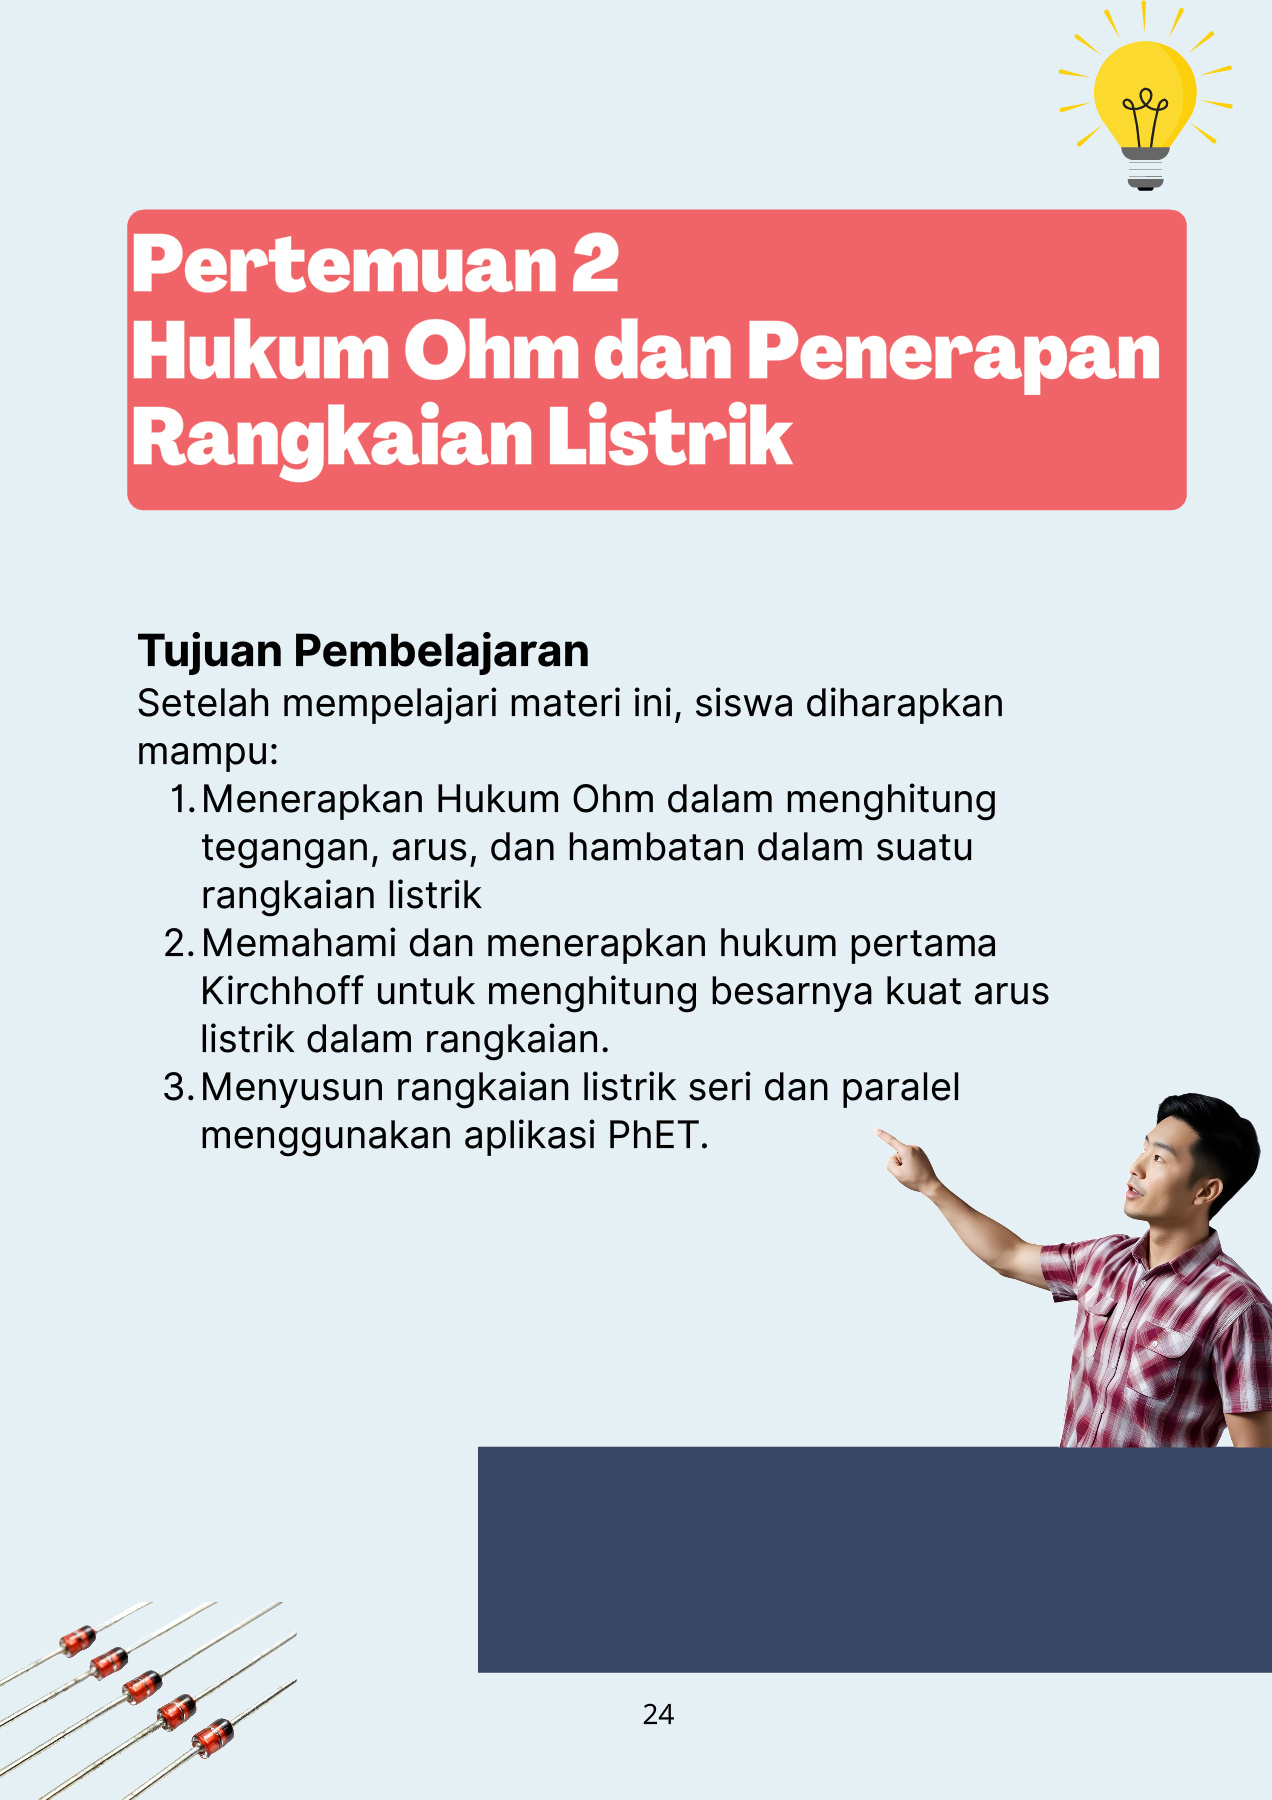 Pertemuan 2
Hukum Ohm dan Penerapan
Rangkaian Listrik
Tujuan Pembelajaran
Setelah mempelajari materi ini, siswa diharapkan
mampu:
1. Menerapkan Hukum Ohm dalam menghitung
tegangan, arus, dan hambatan dalam suatu
rangkaian listrik
2. Memahami dan menerapkan hukum pertama
Kirchhoff untuk menghitung besarnya kuat arus
listrik dalam rangkaian.
3. Menyusun rangkaian listrik seri dan paralel
menggunakan aplikasi PhET.
24